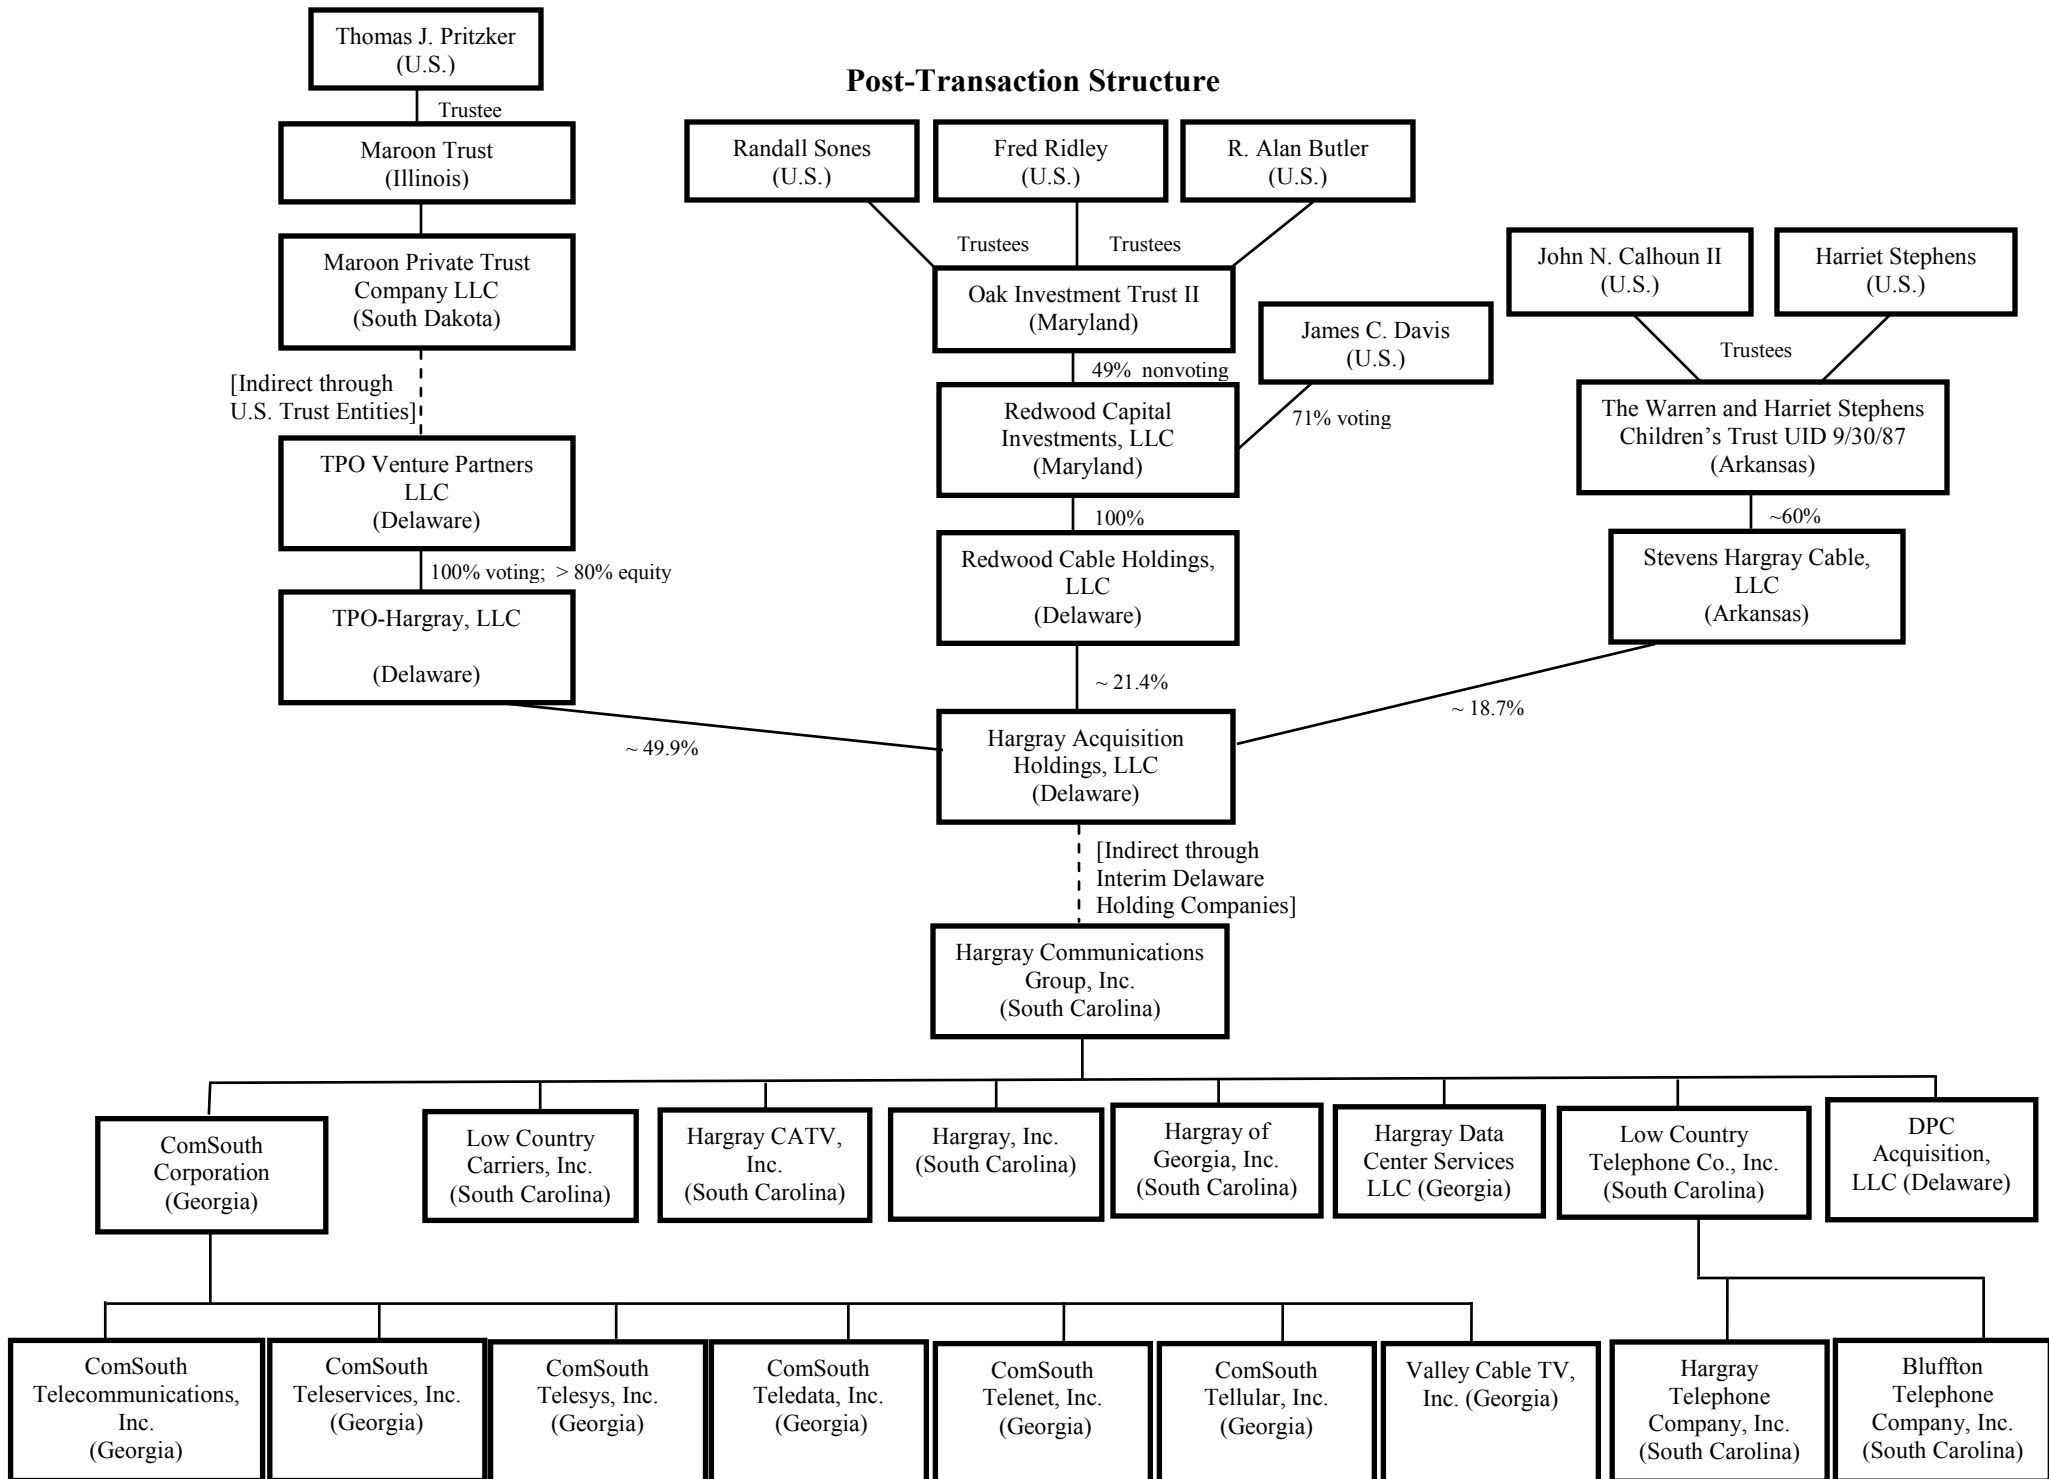 Thomas J. Pritzker
(U.S.)
Post-Transaction Structure
Trustee
Maroon Trust
(Illinois)
Randall Sones
(U.S.)
Fred Ridley
(U.S.)
R. Alan Butler
(U.S.)
Trustees
Trustees
Maroon Private Trust
Company LLC
(South Dakota)
John N. Calhoun II
(U.S.)
Harriet Stephens
(U.S.)
Oak Investment Trust II
(Maryland)
James C. Davis
(U.S.)
Trustees
[Indirect through
U.S. Trust Entities]
49% nonvoting
71% voting
Redwood Capital
Investments, LLC
(Maryland)
The Warren and Harriet Stephens
Children's Trust UID 9/30/87
(Arkansas)
TPO Venture Partners
LLC
(Delaware)
100%
~60%
100% voting; > 80% equity
Redwood Cable Holdings,
LLC
(Delaware)
Stevens Hargray Cable,
LLC
(Arkansas)
TPO-Hargray, LLC
(Delaware)
~ 21.4%
~ 18.7%
~ 49.9%
Hargray Acquisition
Holdings, LLC
(Delaware)
[Indirect through
Interim Delaware
Holding Companies]
Hargray Communications
Group, Inc.
(South Carolina)
ComSouth
Corporation
(Georgia)
Low Country
Carriers, Inc.
(South Carolina)
Hargray CATV,
Inc.
(South Carolina)
Hargray, Inc.
(South Carolina)
Hargray of
Georgia, Inc.
(South Carolina)
Hargray Data
Center Services
LLC (Georgia)
Low Country
Telephone Co., Inc.
(South Carolina)
DPC
Acquisition,
LLC (Delaware)
ComSouth
Telecommunications,
Inc.
(Georgia)
ComSouth
Teleservices, Inc.
(Georgia)
ComSouth
Telesys, Inc.
(Georgia)
ComSouth
Teledata, Inc.
(Georgia)
ComSouth
Telenet, Inc.
(Georgia)
ComSouth
Tellular, Inc.
(Georgia)
Valley Cable TV,
Inc. (Georgia)
Hargray
Telephone
Company, Inc.
(South Carolina)
Bluffton
Telephone
Company, Inc.
(South Carolina)